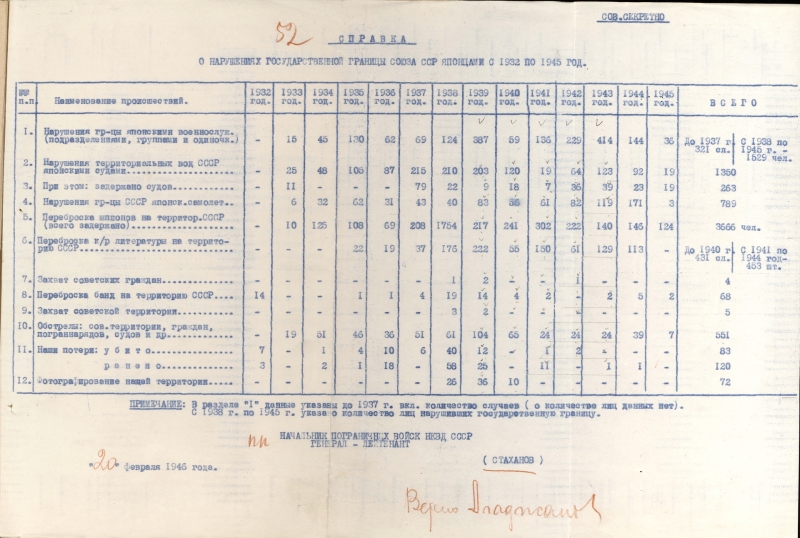 СОВ.СЕКРЕТНО
52
СПРАВКА
О НАРУШЕНИЯХ ГОСУДАРСТВЕННОЙ ГРАНИЦЫ СОЮЗА ССР ЯПОНЦАМИ С 1932 ПО 1945 ГОД.
№№ п.п. Наименование происшествий. 1932 год. 1933 год. 1934 год. 1935 год. 1936 год. 1937 год. 1938 год. 1939 год. 1940 год. 1941 год. 1942 год. 1943 год. 1944 год. 1945 год. ВСЕГО
1. Нарушения гр-цы японскими военнослуж.
(подразделениями, группами и одиночк.) - 15 45 130 62 69 124 387 59 136 229 414 144 36 До 1937 г. 321 сл. С 1938 по 1945 г. - 1529 чел.
2. Нарушения территориальных вод СССР
японскими судами - 25 48 105 87 215 210 203 120 19 64 123 92 19 1350
3. При этом: задержано судов - 11 - - - 79 22 9 18 7 36 39 23 19 263
4. Нарушения гр-цы СССР японск.самолет.. - 6 32 62 31 43 40 83 56 61 82 119 171 3 789
5. Переброска шпионов на территор.СССР
(всего задержано) - 10 125 108 69 208 1754 217 241 302 222 140 146 124 3666 чел.
6. Переброска к/р литературы на террито-
рию СССР - - - 22 19 37 176 222 55 150 61 129 113 - До 1940 г. 431 сл. С 1941 по 1944 год- 453 шт.
7. Захват советских граждан - - - - - - 1 2 - - 1 - - - 4
8. Переброска банд на территорию СССР 14 - - 1 1 4 19 14 4 2 - 2 5 2 68
9. Захват советской территории - - - - - - 3 2 - - - - - - 5
10. Обстрелы: сов.территории, граждан,
пограннарядов, судов и др. - 19 51 46 36 51 61 104 65 24 24 24 39 7 551
11. Наши потери: убито 7 - 1 4 10 6 40 12 - 1 2 - - - 83
ранено 3 - 2 1 18 - 58 25 - 11 - 1 1 - 120
12. Фотографирование нашей территории - - - - - - 26 36 10 - - - - - 72
ПРИМЕЧАНИЕ: В разделе "1" данные указаны до 1937 г. вкл. количество случаев ( о количестве лиц данных нет).
С 1938 г. по 1945 г. указано количество лиц нарушивших государственную границу.
пп НАЧАЛЬНИК ПОГРАНИЧНЫХ ВОЙСК НКВД СССР
ГЕНЕРАЛ - ЛЕЙТЕНАНТ
( СТАХАНОВ )
"20" февраля 1946 года.
Верно